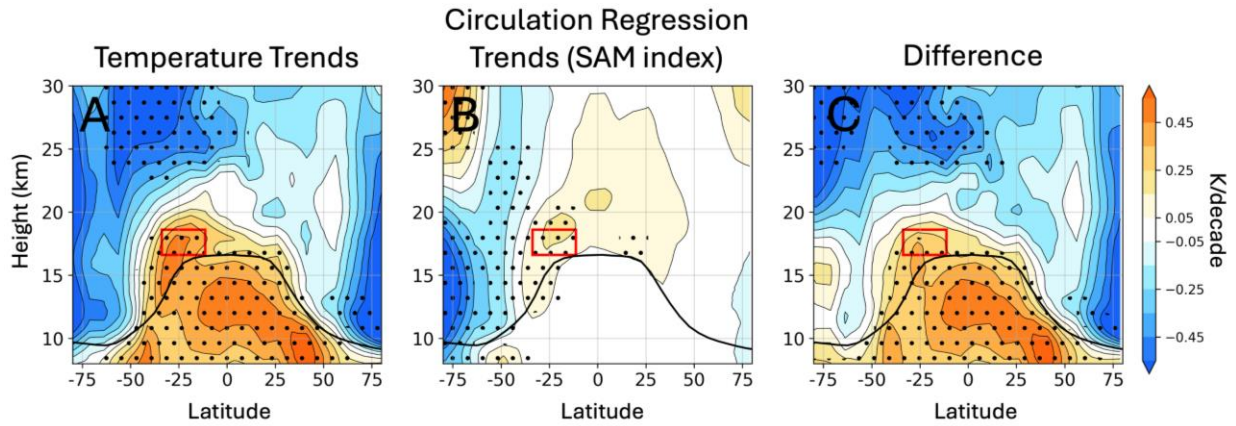 Temperature Trends
Circulation Regression
Trends (SAM index)
Difference
A
B
C
Height (km)
30
25
20
15
10
-75 -50 -25 0 25 50 75
Latitude
30
25
20
15
10
-75 -50 -25 0 25 50 75
Latitude
30
25
20
15
10
-75 -50 -25 0 25 50 75
Latitude
0.45
0.25
0.05
−0.05
−0.25
−0.45
K/decade